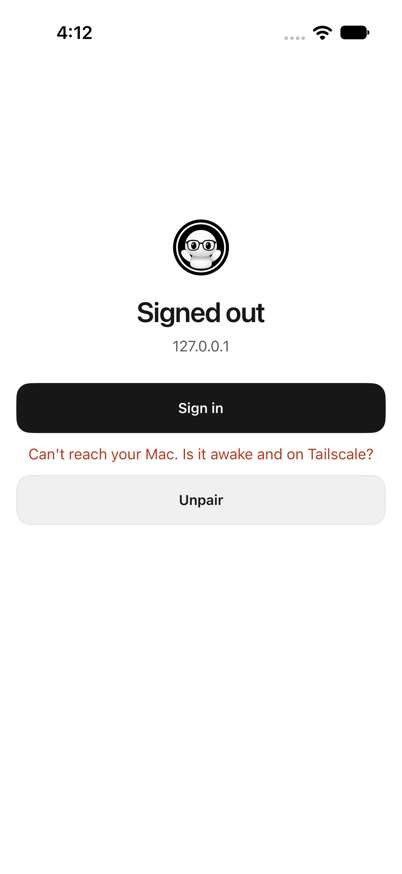 4:12
Signed out
127.0.0.1
Sign in
Can't reach your Mac. Is it awake and on Tailscale?
Unpair